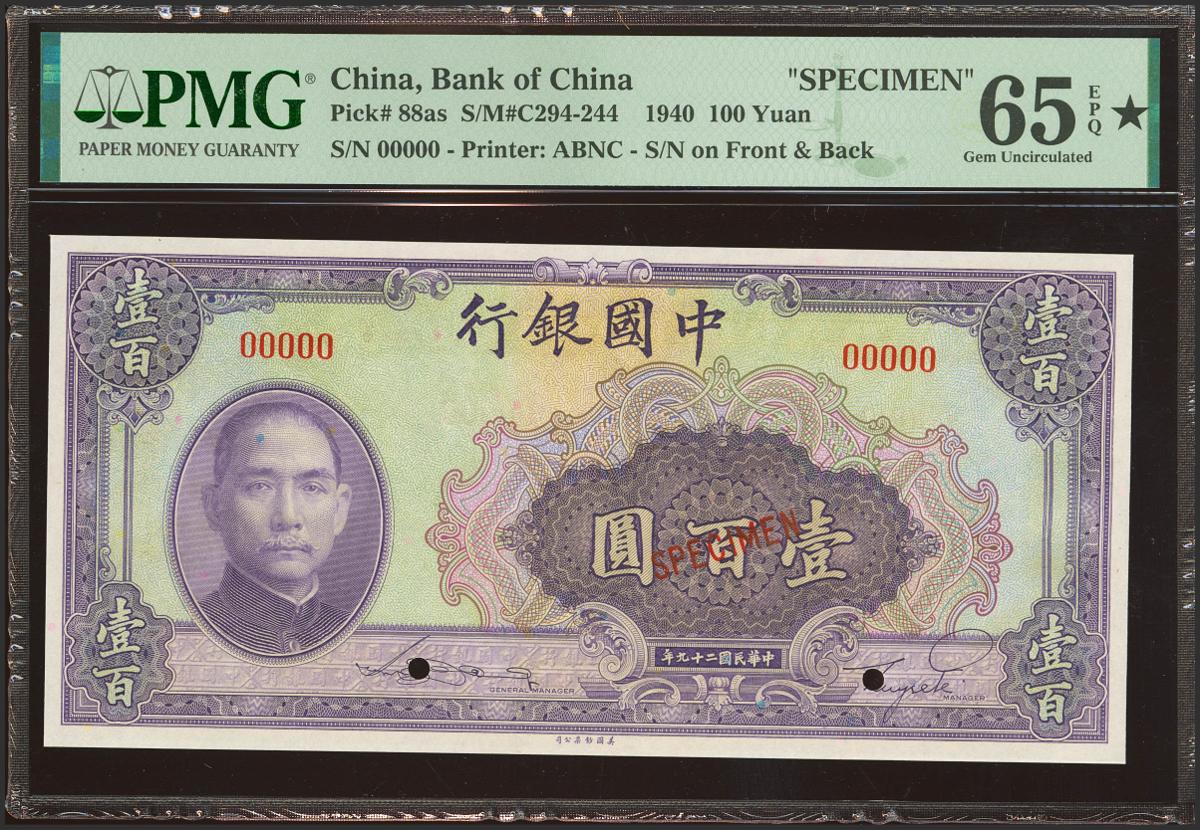 PMG®
PAPER MONEY GUARANTY
China, Bank of China
"SPECIMEN"
Pick# 88as S/M#C294-244 1940 100 Yuan
S/N 00000 - Printer: ABNC - S/N on Front & Back
65 EPQ ★
Gem Uncirculated
中國銀行
壹百
壹百
00000
00000
壹百圓
SPECIMEN
中華民國二十九年
壹百
壹百
GENERAL MANAGER
MANAGER
美國鈔票公司